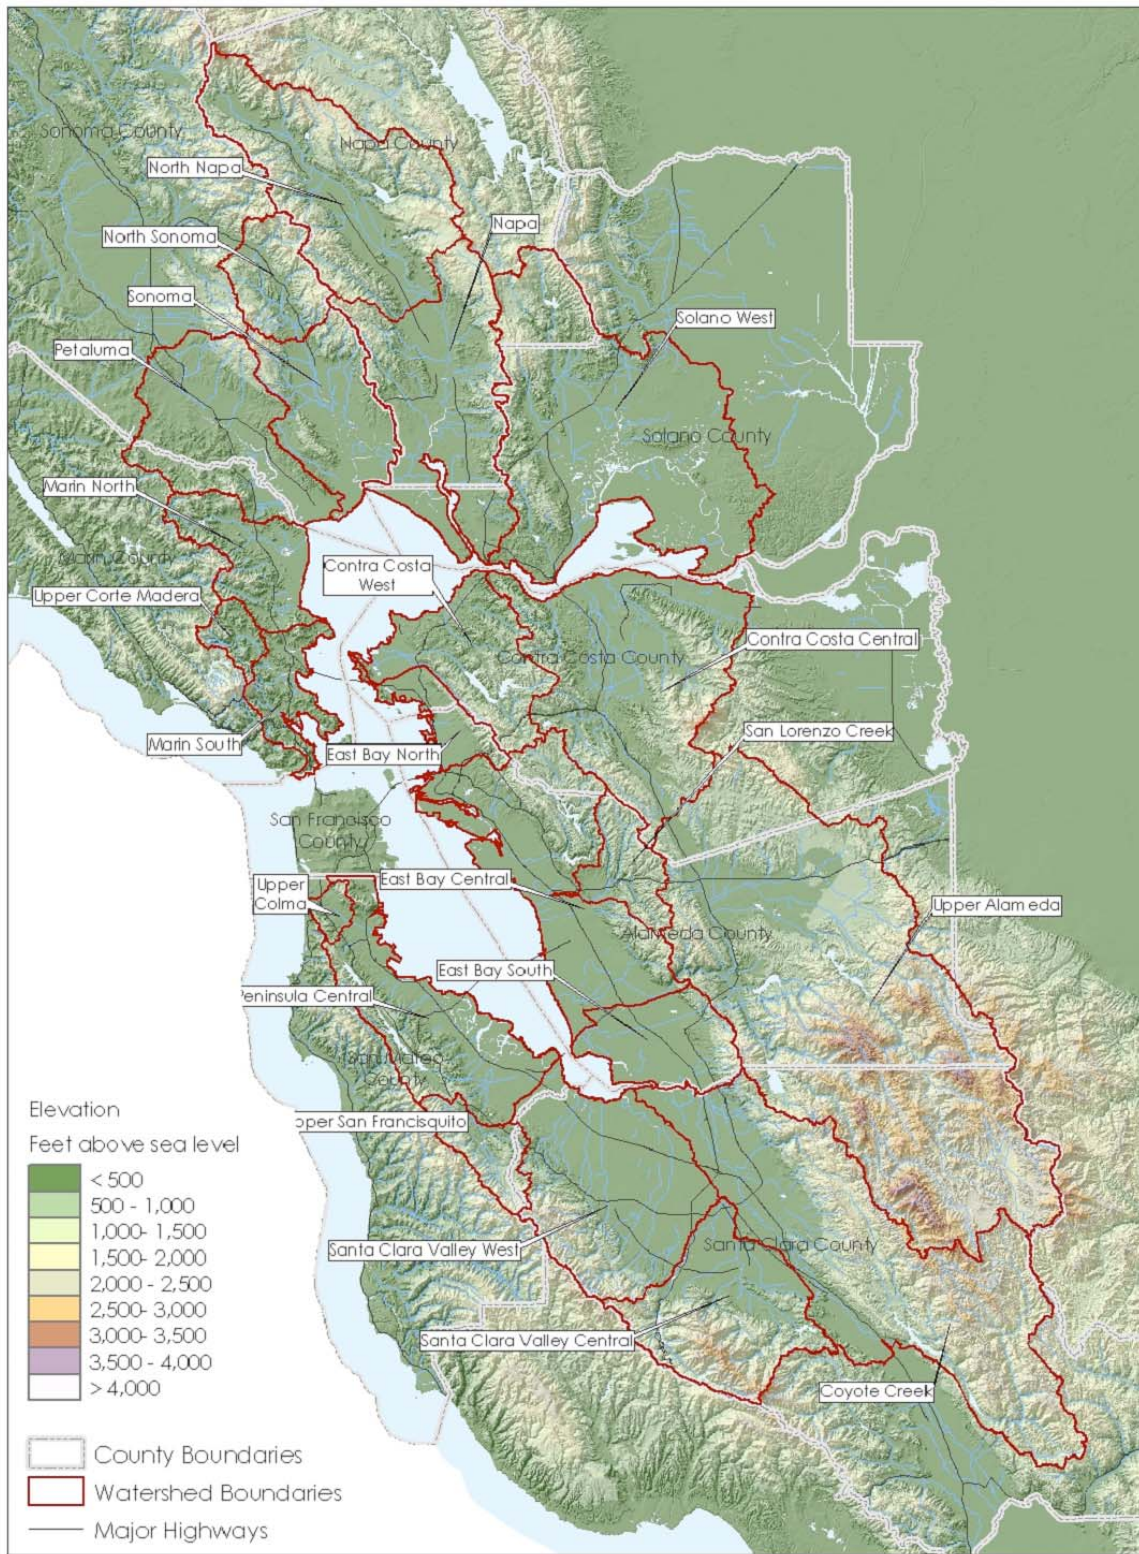 Sonoma County
Napa County
North Napa
Napa
North Sonoma
Sonoma
Solano West
Petaluma
Solano County
Marin North
Marin County
Contra Costa
West
Upper Corte Madera
Contra Costa County
Contra Costa Central
San Lorenzo Creek
Marin South
East Bay North
San Francisco
County
East Bay Central
Upper
Colma
Upper Alameda
Alameda County
East Bay South
Peninsula Central
San Mateo
County
Elevation
Feet above sea level
< 500
500 - 1,000
1,000- 1,500
1,500- 2,000
2,000 - 2,500
2,500- 3,000
3,000- 3,500
3,500 - 4,000
> 4,000
pper San Francisquito
Santa Clara Valley West
Santa Clara County
Santa Clara Valley Central
Coyote Creek
County Boundaries
Watershed Boundaries
Major Highways